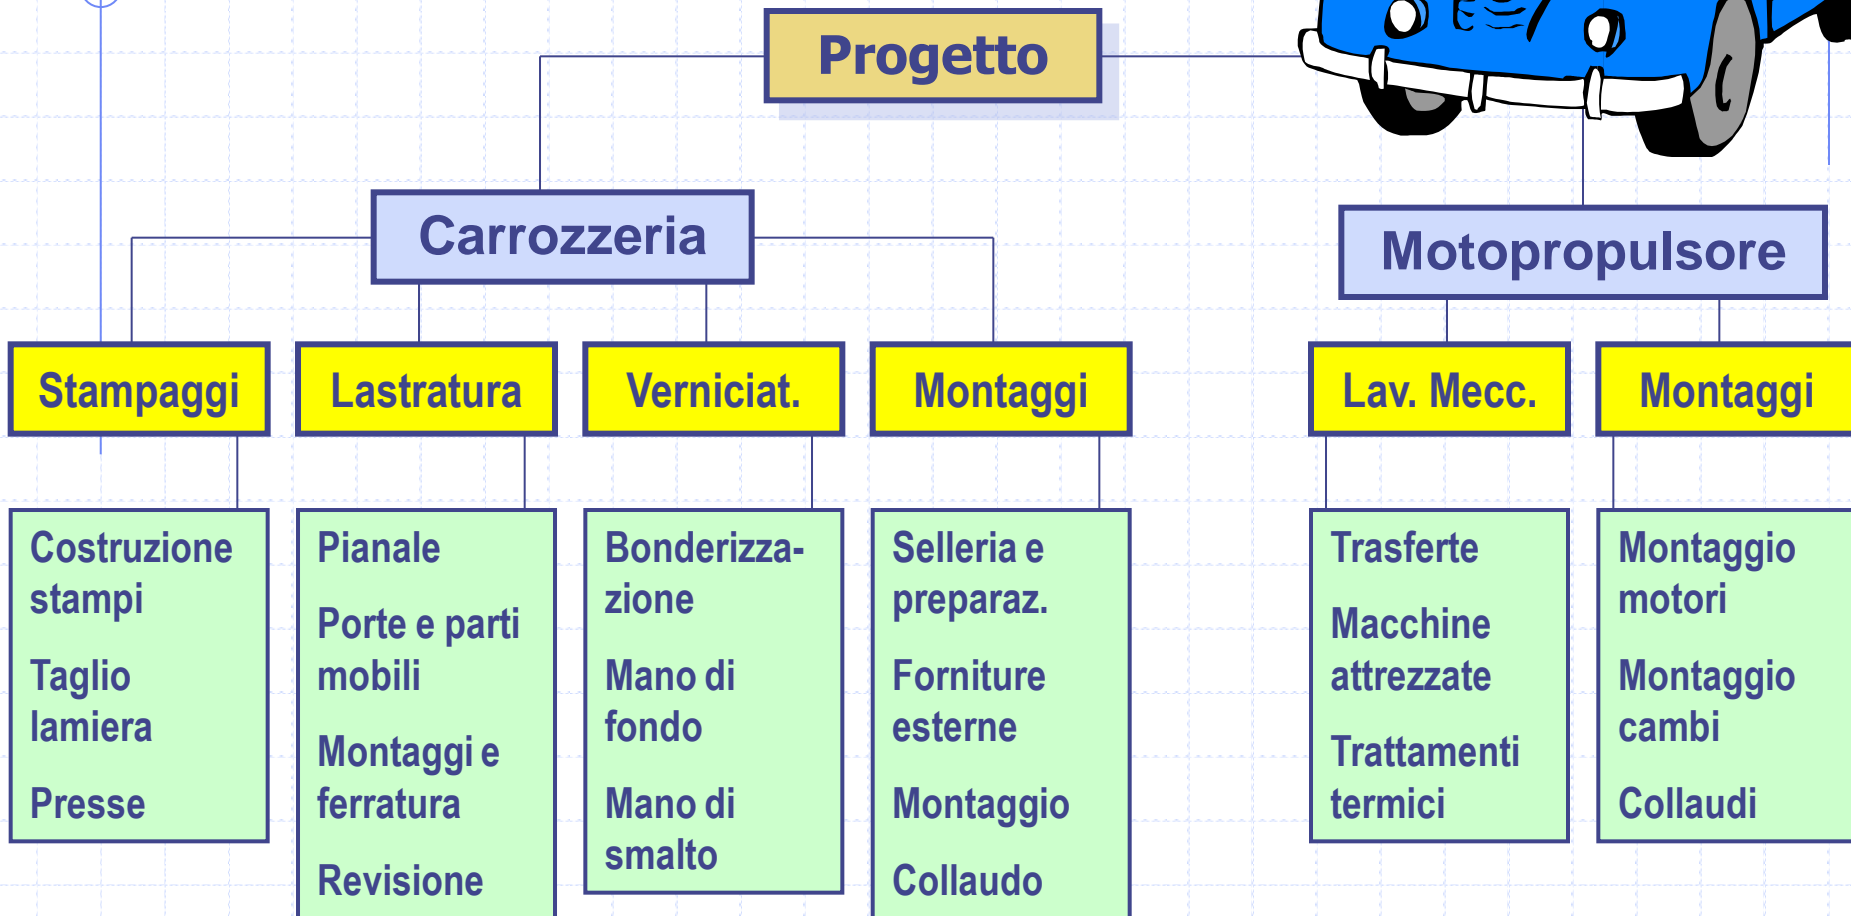 Progetto
Carrozzeria
Motopropulsore
Stampaggi
Lastratura
Verniciat.
Montaggi
Lav. Mecc.
Montaggi
Costruzione
stampi
Taglio
lamiera
Presse
Pianale
Porte e parti
mobili
Montaggi e
ferratura
Revisione
Bonderizza-
zione
Mano di
fondo
Mano di
smalto
Selleria e
preparaz.
Forniture
esterne
Montaggio
Collaudo
Trasferte
Macchine
attrezzate
Trattamenti
termici
Montaggio
motori
Montaggio
cambi
Collaudi